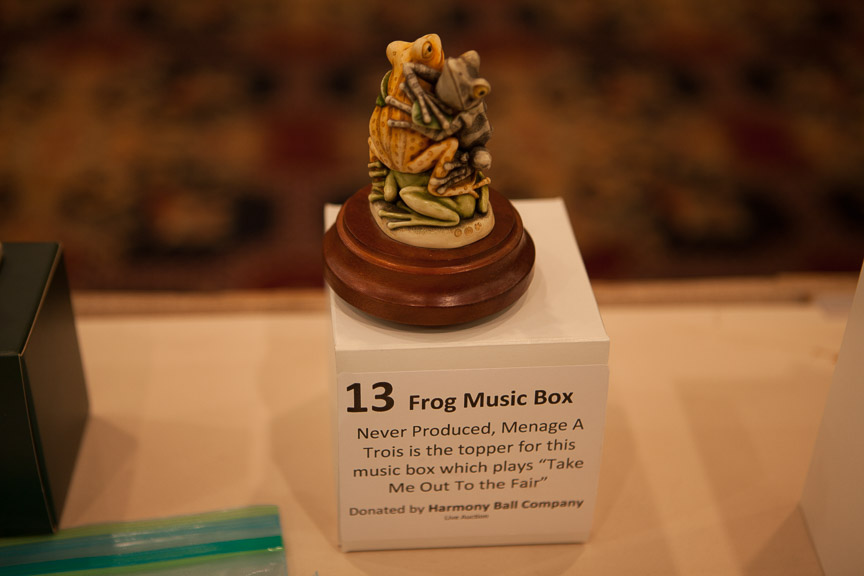 13 Frog Music Box
Never Produced, Menage A
Trois is the topper for this
music box which plays “Take
Me Out To the Fair”
Donated by Harmony Ball Company
Live Auction